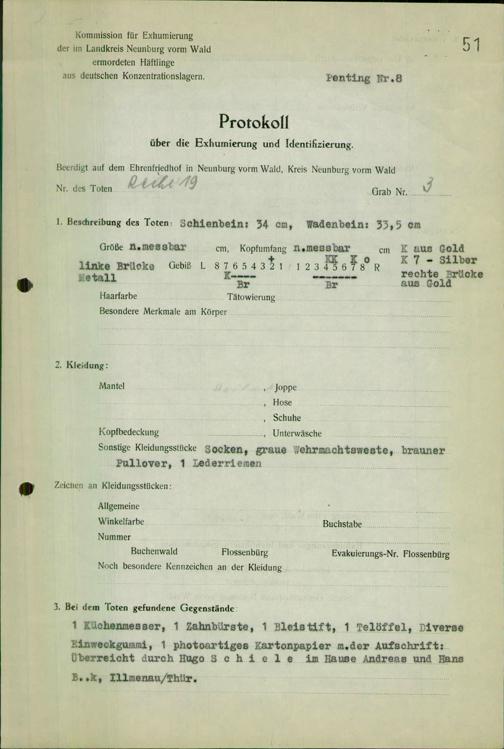 Kommission für Exhumierung
der im Landkreis Neunburg vorm Wald
ermordeten Häftlinge
aus deutschen Konzentrationslagern.
51
Penting Nr.8
Protokoll
über die Exhumierung und Identifizierung.
Beerdigt auf dem Ehrenfriedhof in Neunburg vorm Wald, Kreis Neunburg vorm Wald
Nr. des Toten Reihe 19 Grab Nr. 3
1. Beschreibung des Toten: Schienbein: 34 cm, Wadenbein: 33,5 cm
Größe n.messbar cm, Kopfumfang n.messbar cm K aus Gold
+ KK K o K 7 - Silber
linke Brücke Gebiß L 8 7 6 5 4 3 2 1 / 1 2 3 4 5 6 7 8 R rechte Brücke
Metall K---- ------- aus Gold
Br Br
Haarfarbe Tätowierung
Besondere Merkmale am Körper
2. Kleidung:
Mantel , Joppe
, Hose
, Schuhe
Kopfbedeckung , Unterwäsche
Sonstige Kleidungsstücke Socken, graue Wehrmachtsweste, brauner
Pullover, 1 Lederriemen
Zeichen an Kleidungsstücken:
Allgemeine
Winkelfarbe Buchstabe
Nummer
Buchenwald Flossenbürg Evakuierungs-Nr. Flossenbürg
Noch besondere Kennzeichen an der Kleidung
3. Bei dem Toten gefundene Gegenstände:
1 Küchenmesser, 1 Zahnbürste, 1 Bleistift, 1 Telöffel, Diverse
Einweckgummi, 1 photoartiges Kartonpapier m.der Aufschrift:
Überreicht durch Hugo S c h i e l e im Hause Andreas und Hans
B..k, Illmenau/Thür.